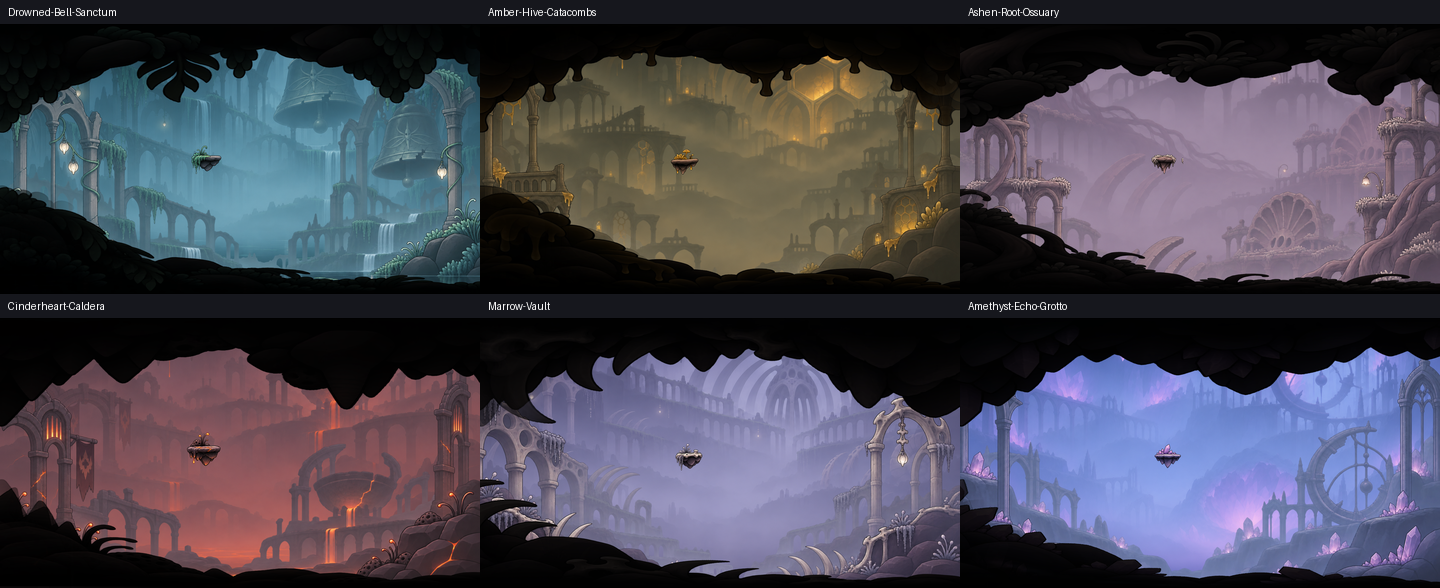 Drowned-Bell-Sanctum
Amber-Hive-Catacombs
Ashen-Root-Ossuary
Cinderheart-Caldera
Marrow-Vault
Amethyst-Echo-Grotto